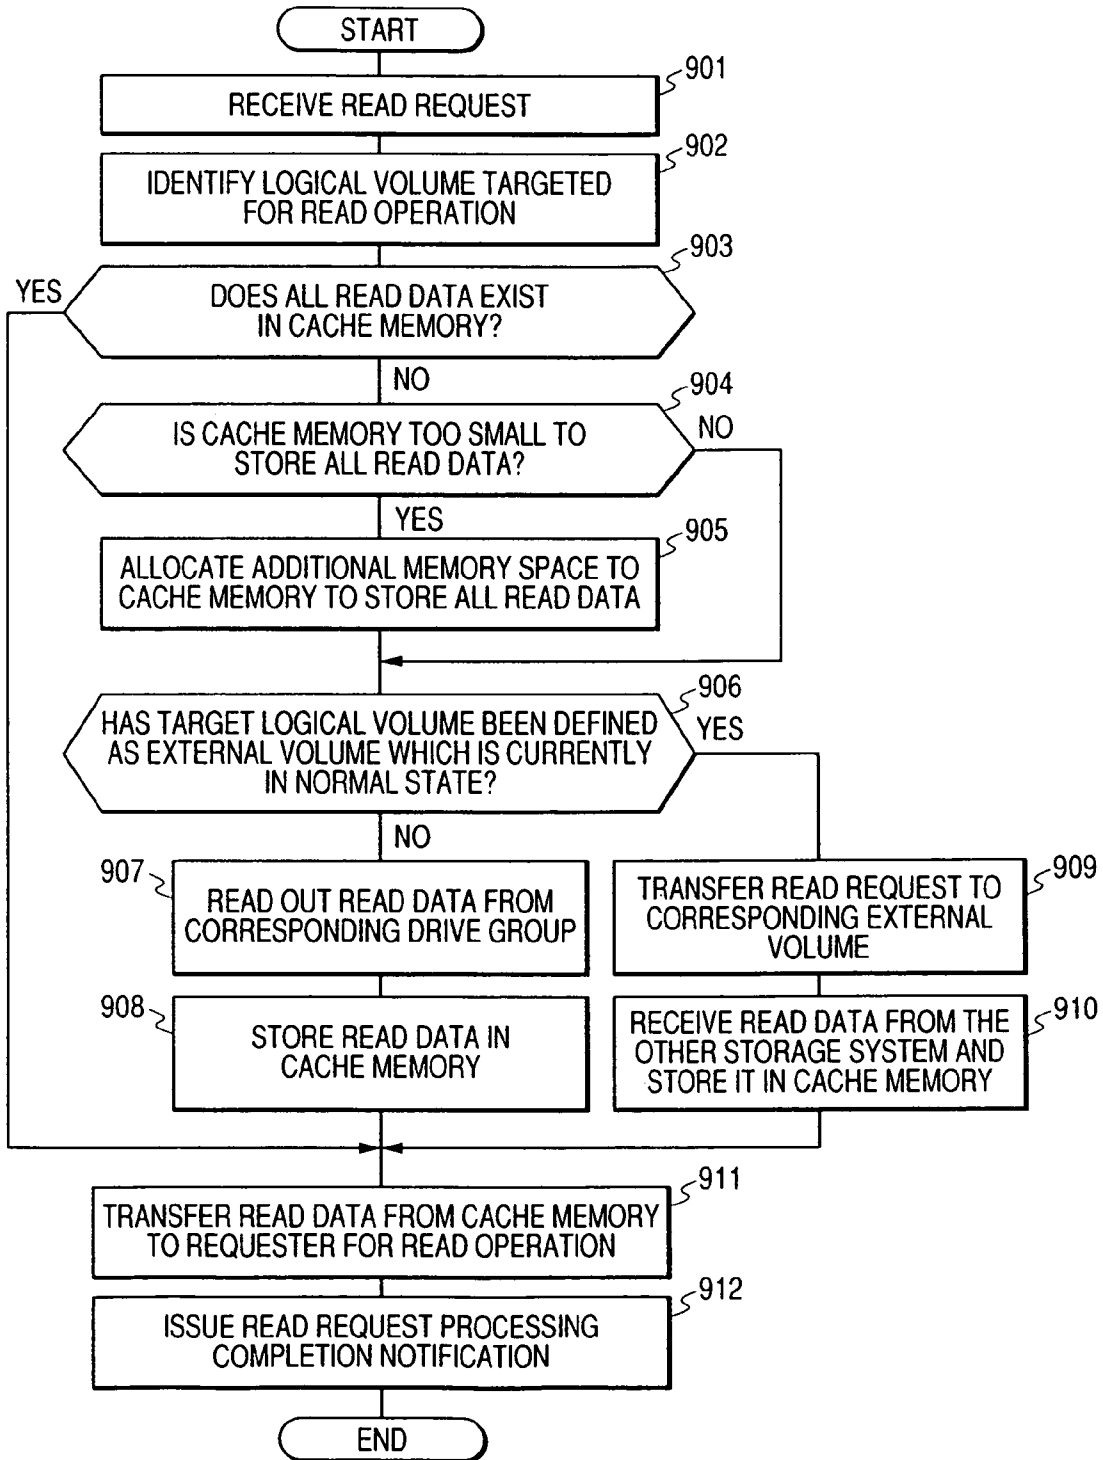 START
901
RECEIVE READ REQUEST
902
IDENTIFY LOGICAL VOLUME TARGETED
FOR READ OPERATION
903
YES
DOES ALL READ DATA EXIST
IN CACHE MEMORY?
NO
904
IS CACHE MEMORY TOO SMALL TO
STORE ALL READ DATA?
NO
YES
905
ALLOCATE ADDITIONAL MEMORY SPACE TO
CACHE MEMORY TO STORE ALL READ DATA
906
HAS TARGET LOGICAL VOLUME BEEN DEFINED
AS EXTERNAL VOLUME WHICH IS CURRENTLY
IN NORMAL STATE?
YES
NO
907
READ OUT READ DATA FROM
CORRESPONDING DRIVE GROUP
909
TRANSFER READ REQUEST TO
CORRESPONDING EXTERNAL
VOLUME
908
STORE READ DATA IN
CACHE MEMORY
910
RECEIVE READ DATA FROM THE
OTHER STORAGE SYSTEM AND
STORE IT IN CACHE MEMORY
911
TRANSFER READ DATA FROM CACHE MEMORY
TO REQUESTER FOR READ OPERATION
912
ISSUE READ REQUEST PROCESSING
COMPLETION NOTIFICATION
END